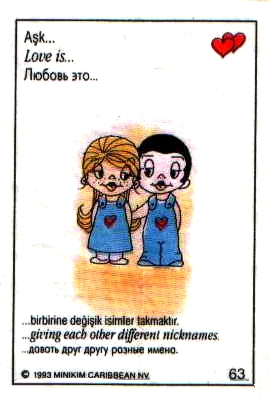 Aşk...
Love is...
Любовь это...
...birbirine değişik isimler takmaktır.
...giving each other different nicknames.
...довоть друг другу розные имено.
© 1993 MINIKIM CARIBBEAN NV.
63